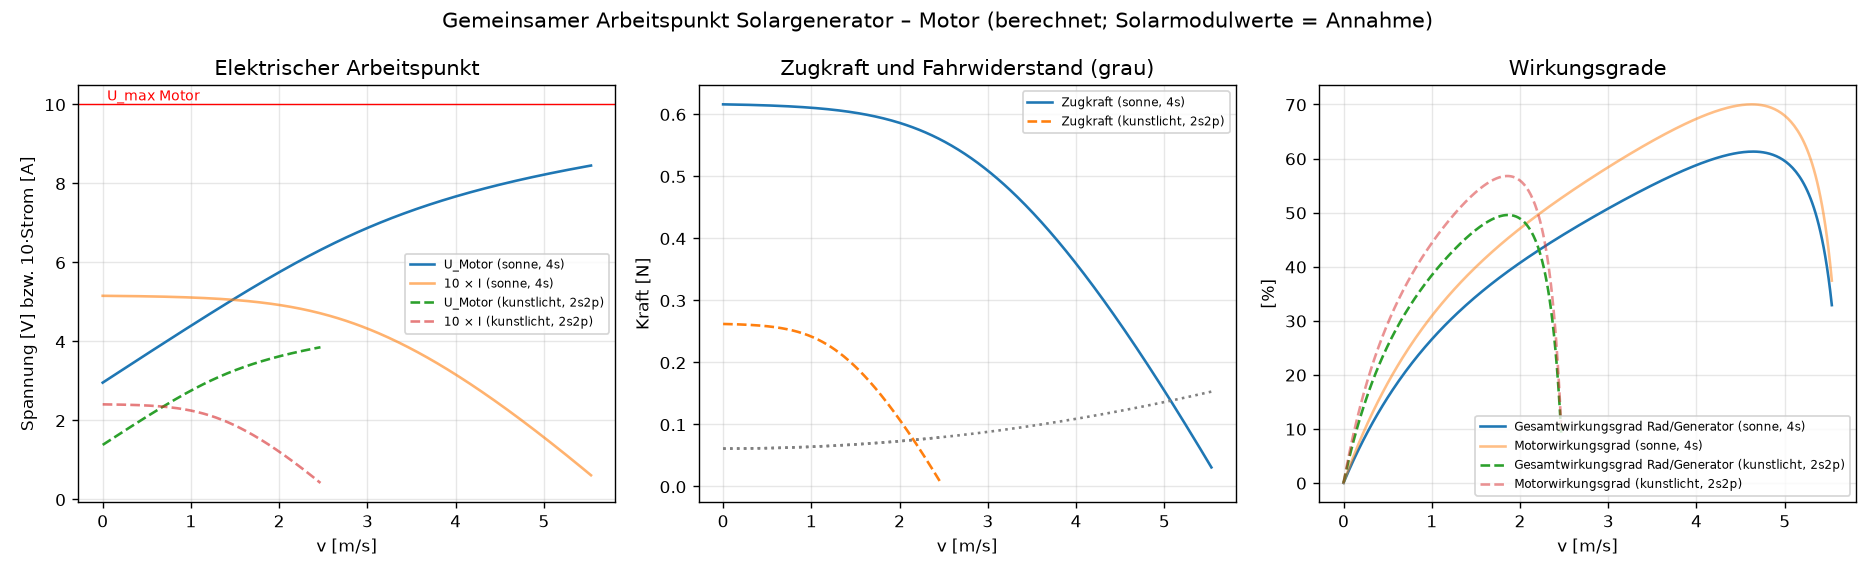 Gemeinsamer Arbeitspunkt Solargenerator – Motor (berechnet; Solarmodulwerte = Annahme)
Elektrischer Arbeitspunkt
U_max Motor
Spannung [V] bzw. 10·Strom [A]
10
8
6
4
2
0
U_Motor (sonne, 4s)
10 × I (sonne, 4s)
U_Motor (kunstlicht, 2s2p)
10 × I (kunstlicht, 2s2p)
0 1 2 3 4 5
v [m/s]
Zugkraft und Fahrwiderstand (grau)
Kraft [N]
0.6
0.5
0.4
0.3
0.2
0.1
0.0
Zugkraft (sonne, 4s)
Zugkraft (kunstlicht, 2s2p)
0 1 2 3 4 5
v [m/s]
Wirkungsgrade
[%]
70
60
50
40
30
20
10
0
Gesamtwirkungsgrad Rad/Generator (sonne, 4s)
Motorwirkungsgrad (sonne, 4s)
Gesamtwirkungsgrad Rad/Generator (kunstlicht, 2s2p)
Motorwirkungsgrad (kunstlicht, 2s2p)
0 1 2 3 4 5
v [m/s]